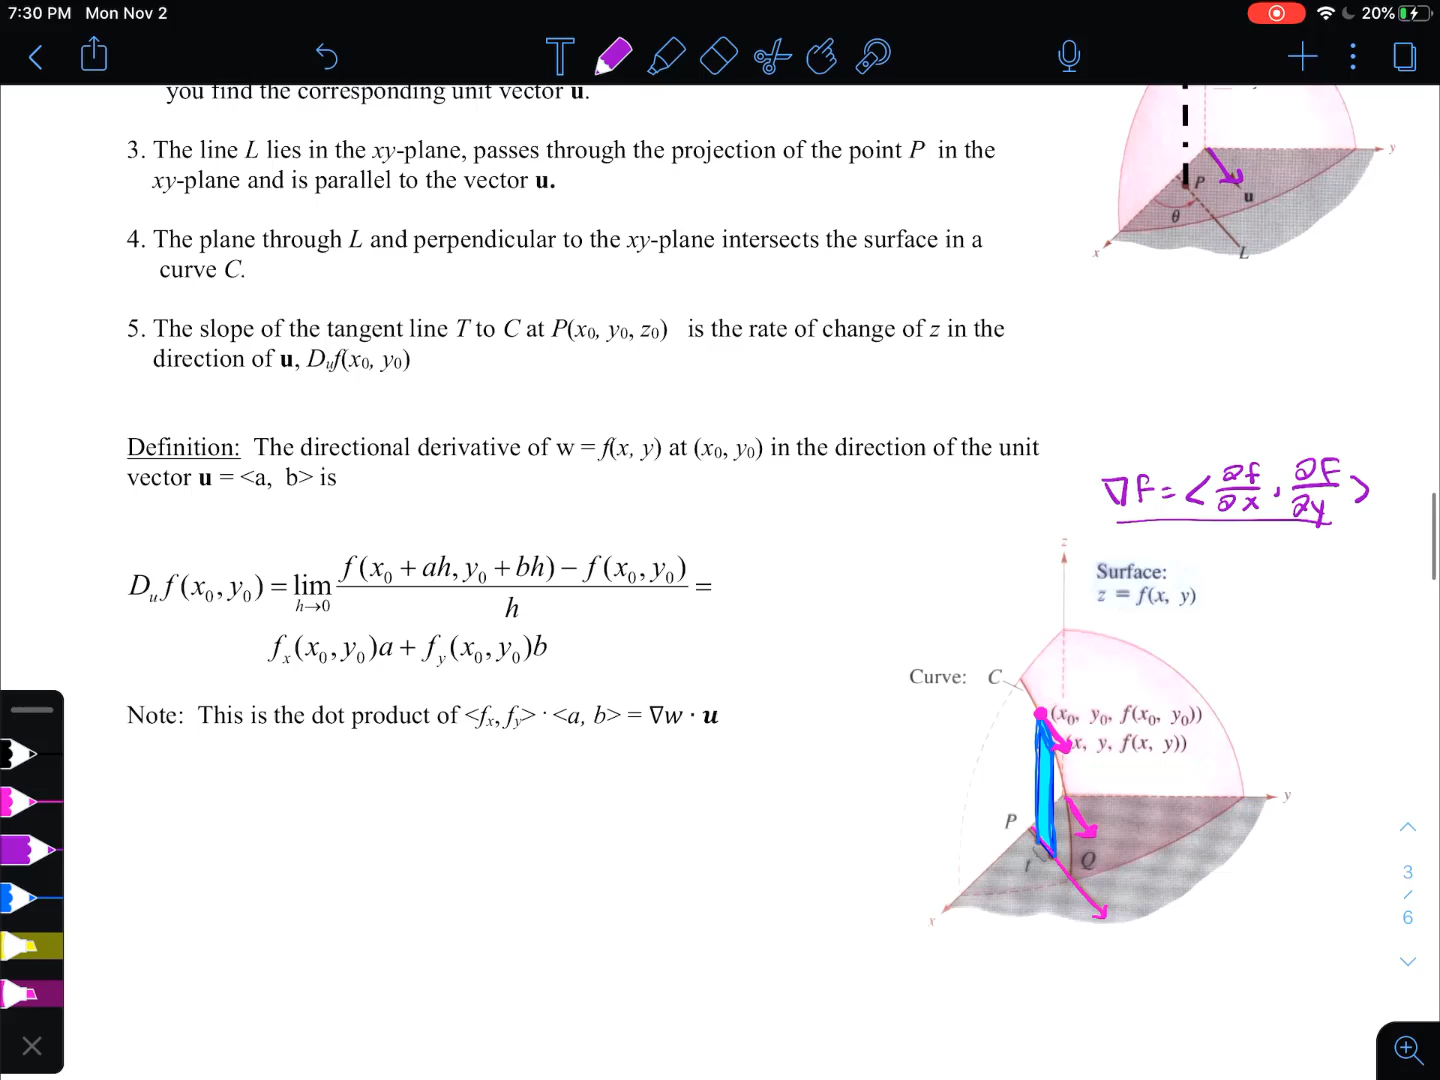 7:30 PM Mon Nov 2
20%
you find the corresponding unit vector u.
3. The line L lies in the xy-plane, passes through the projection of the point P in the
xy-plane and is parallel to the vector u.
4. The plane through L and perpendicular to the xy-plane intersects the surface in a
curve C.
5. The slope of the tangent line T to C at P(x₀, y₀, z₀) is the rate of change of z in the
direction of u, Dᵤf(x₀, y₀)
y
P
u
θ
x
L
Definition: The directional derivative of w = f(x, y) at (x₀, y₀) in the direction of the unit
vector u = <a, b> is
∇F = < ∂f/∂x , ∂F/∂y >
Dᵤf(x₀, y₀) = lim h→0 f(x₀ + ah, y₀ + bh) − f(x₀, y₀) / h =
fₓ(x₀, y₀)a + f_y(x₀, y₀)b
Note: This is the dot product of <fₓ, f_y> · <a, b> = ∇w · u
z
Surface:
z = f(x, y)
Curve: C
(x₀, y₀, f(x₀, y₀))
(x, y, f(x, y))
y
P
t
Q
x
3
/
6